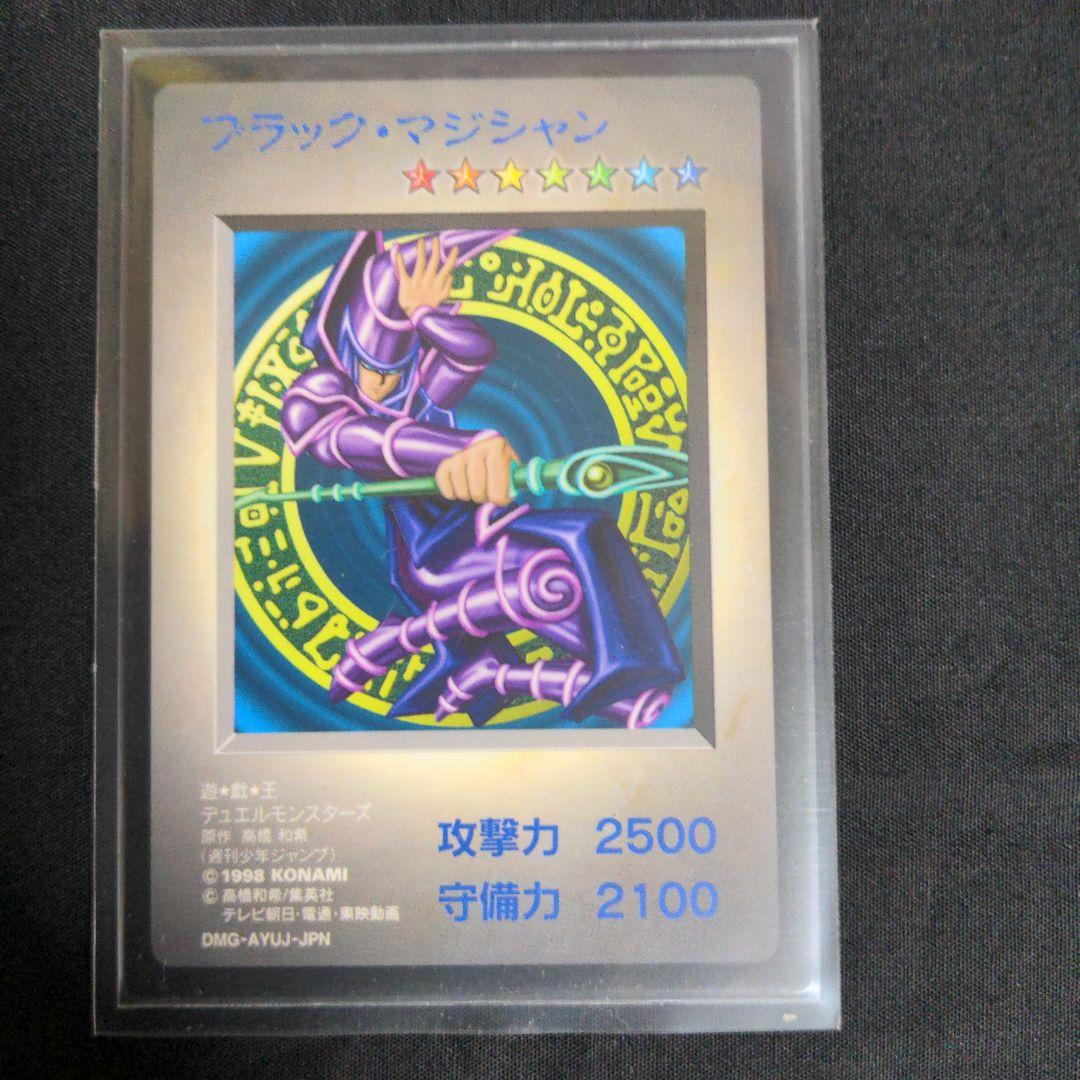 ブラック・マジシャン
遊★戯★王
デュエルモンスターズ
原作 高橋 和希
(週刊少年ジャンプ)
©1998 KONAMI
©高橋和希/集英社
テレビ朝日・電通・東映動画
DMG-AYUJ-JPN
攻撃力 2500
守備力 2100